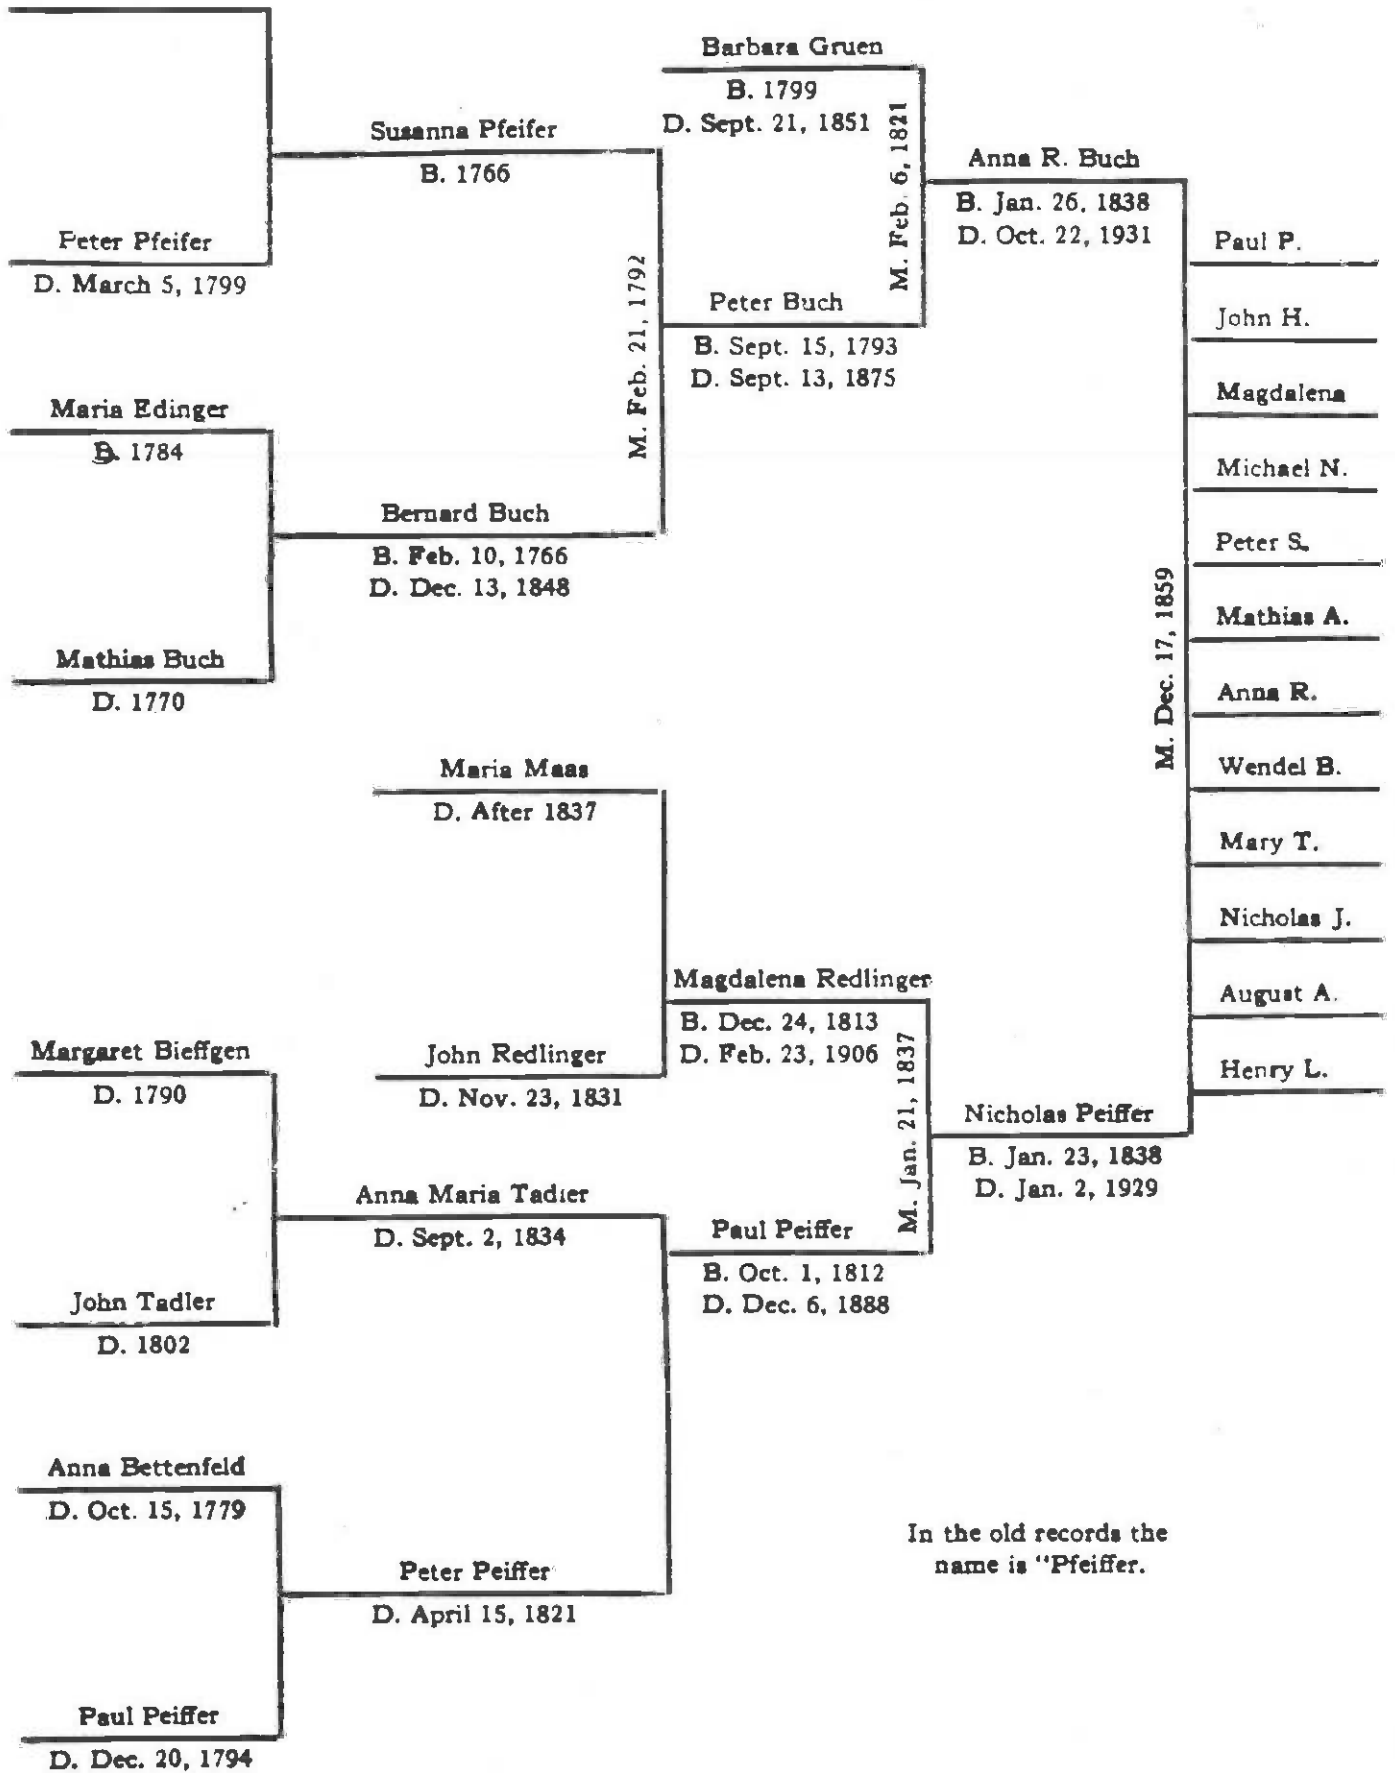 Barbara Gruen
B. 1799
D. Sept. 21, 1851
M. Feb. 6, 1821
Susanna Pfeifer
B. 1766
Anna R. Buch
B. Jan. 26, 1838
D. Oct. 22, 1931
Peter Pfeifer
D. March 5, 1799
M. Feb. 21, 1792
Peter Buch
B. Sept. 15, 1793
D. Sept. 13, 1875
Maria Edinger
B. 1784
Bernard Buch
B. Feb. 10, 1766
D. Dec. 13, 1848
Mathias Buch
D. 1770
M. Dec. 17, 1859
Paul P.
John H.
Magdalena
Michael N.
Peter S.
Mathias A.
Anna R.
Wendel B.
Mary T.
Nicholas J.
August A.
Henry L.
Maria Maas
D. After 1837
Magdalena Redlinger
B. Dec. 24, 1813
D. Feb. 23, 1906
John Redlinger
D. Nov. 23, 1831
M. Jan. 21, 1837
Margaret Bieffgen
D. 1790
Nicholas Peiffer
B. Jan. 23, 1838
D. Jan. 2, 1929
Anna Maria Tadler
D. Sept. 2, 1834
Paul Peiffer
B. Oct. 1, 1812
D. Dec. 6, 1888
John Tadler
D. 1802
Anna Bettenfeld
D. Oct. 15, 1779
Peter Peiffer
D. April 15, 1821
Paul Peiffer
D. Dec. 20, 1794
In the old records the
name is "Pfeiffer.